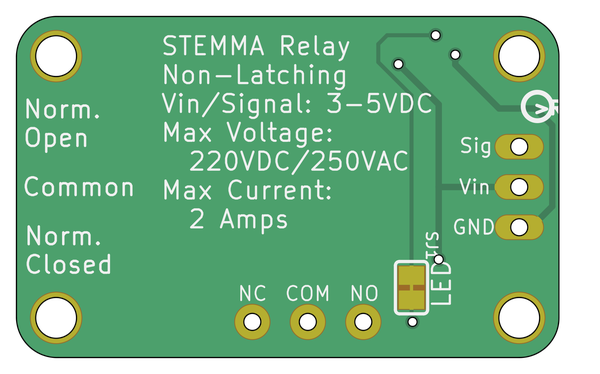 STEMMA Relay
Non-Latching
Vin/Signal: 3-5VDC
Max Voltage:
220VDC/250VAC
Max Current:
2 Amps
Norm.
Open
Common
Norm.
Closed
Sig
Vin
GND
NC COM NO
LED